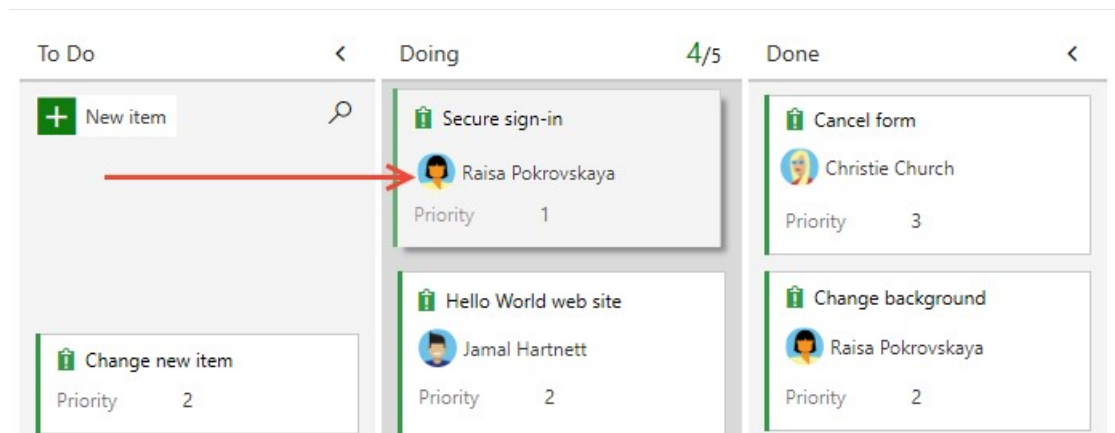 To Do
New item
Change new item
Priority 2
Doing 4/5
Secure sign-in
Raisa Pokrovskaya
Priority 1
Hello World web site
Jamal Hartnett
Priority 2
Done
Cancel form
Christie Church
Priority 3
Change background
Raisa Pokrovskaya
Priority 2